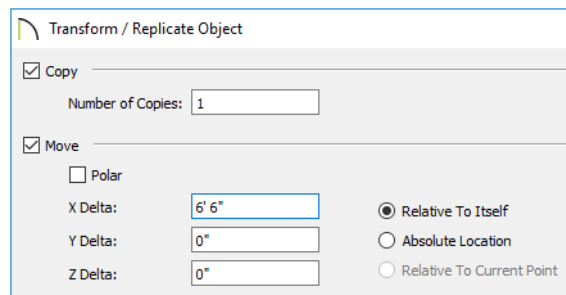 Transform / Replicate Object
Copy
Number of Copies: 1
Move
Polar
X Delta: 6' 6" Relative To Itself
Y Delta: 0" Absolute Location
Z Delta: 0" Relative To Current Point